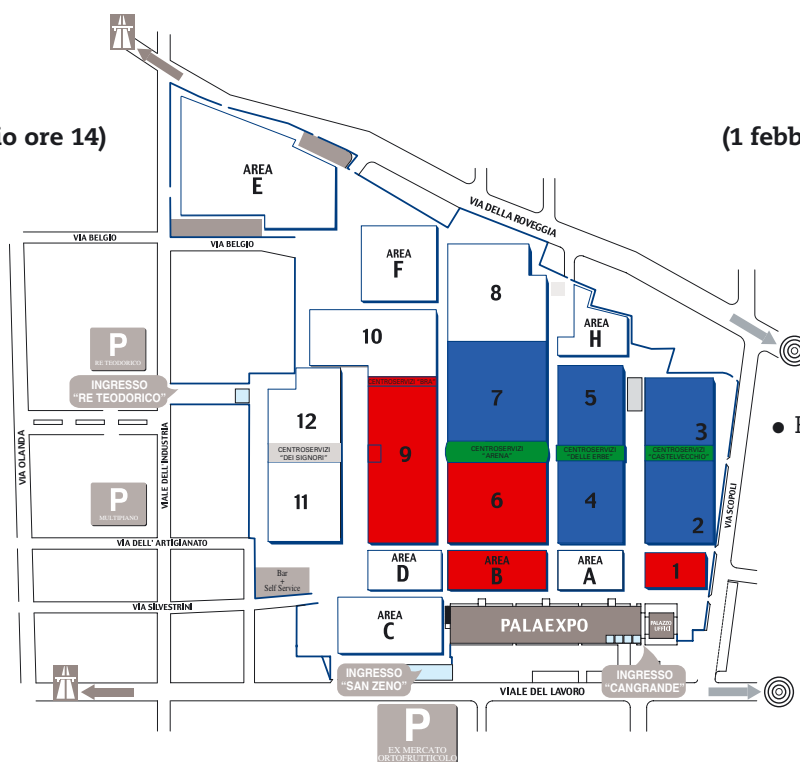 io ore 14)
(1 febb
AREA
E
VIA DELLA ROVEGGIA
VIA BELGIO
VIA BELGIO
AREA
F
8
AREA
H
10
P
RE TEODORICO
INGRESSO
"RE TEODORICO"
7
5
12
3
CENTROSERVIZI
"DEI SIGNORI"
9
CENTROSERVIZI
"ARENA"
CENTROSERVIZI
"DELLE ERBE"
CENTROSERVIZI
"CASTELVECCHIO"
VIA OLANDA
VIALE DELL'INDUSTRIA
P
MULTIPIANO
11
6
4
2
VIA SCOPOLI
VIA DELL' ARTIGIANATO
AREA
D
AREA
B
AREA
A
1
Bar
+
Self Service
VIA SILVESTRINI
AREA
C
PALAEXPO
PALAZZO
UFFICI
INGRESSO
"SAN ZENO"
INGRESSO
"CANGRANDE"
VIALE DEL LAVORO
P
EX MERCATO
ORTOFRUTTICOLO